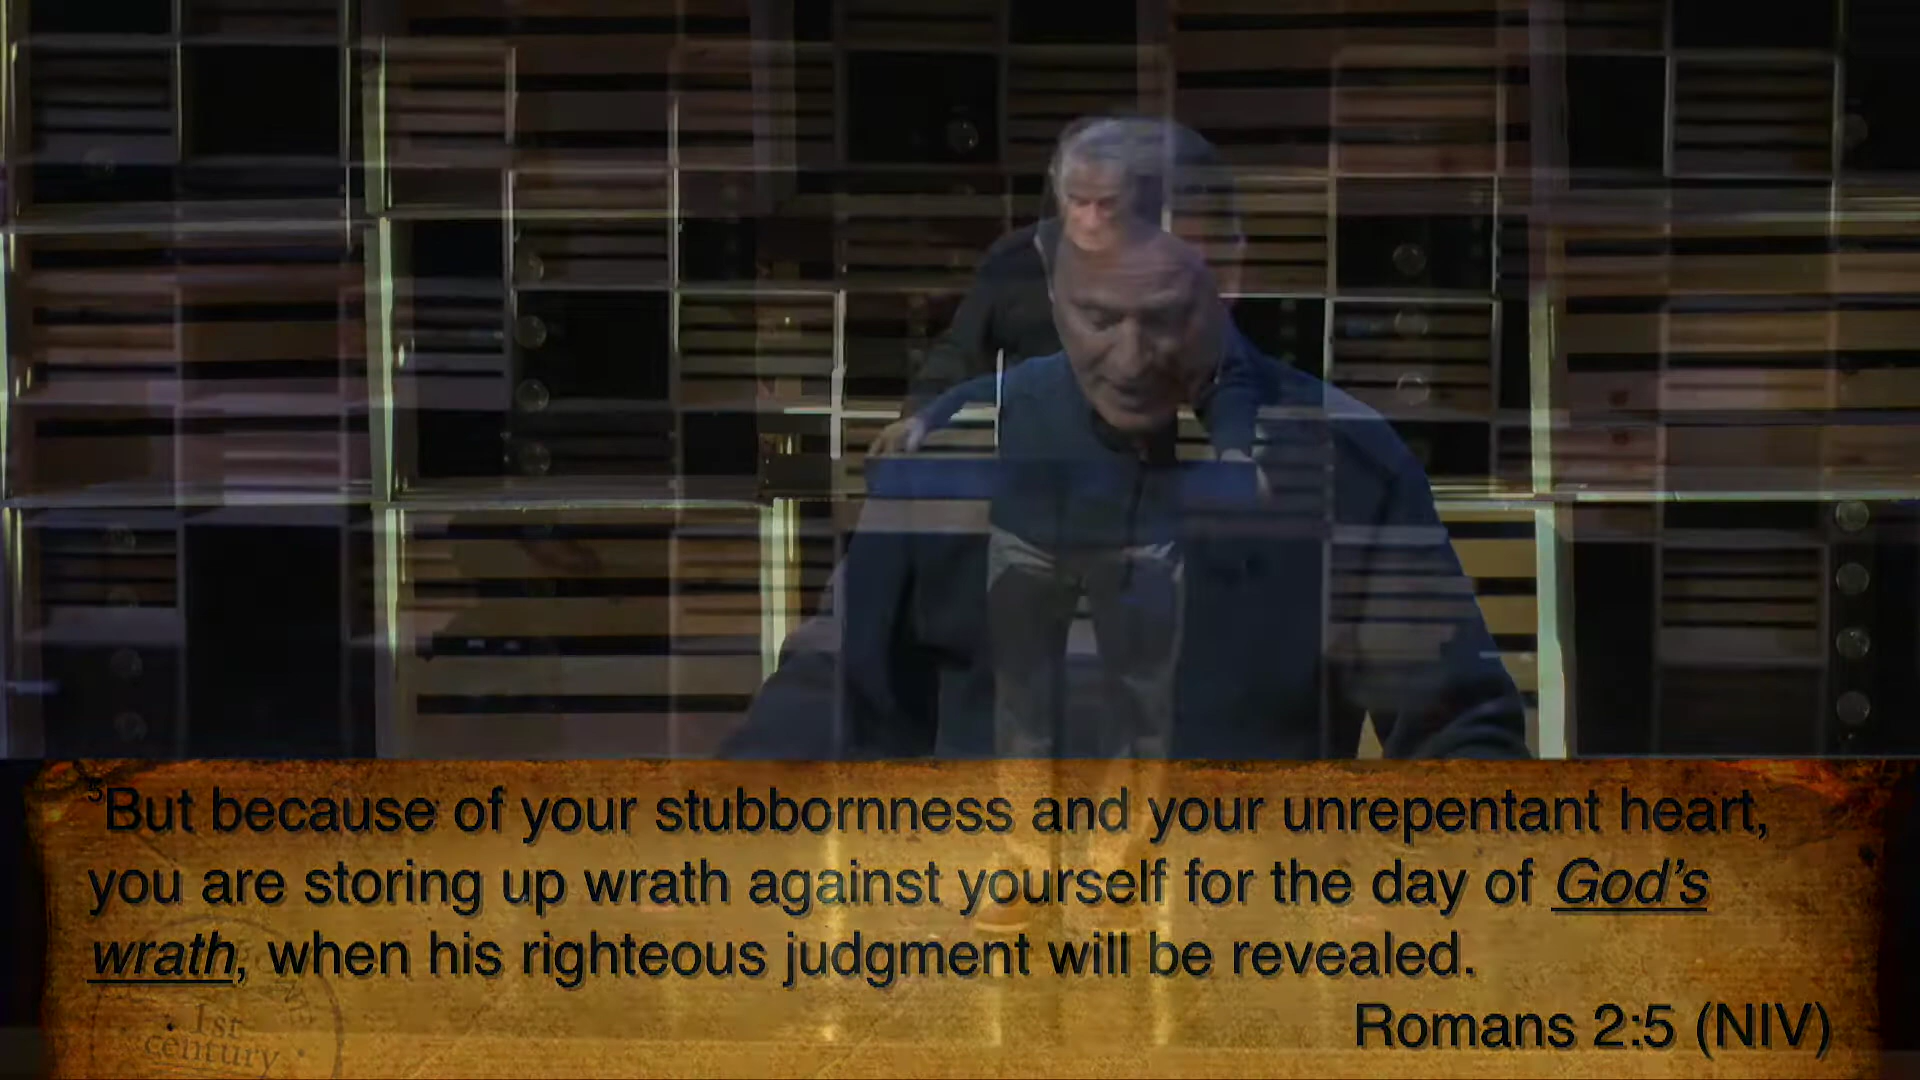 ⁵But because of your stubbornness and your unrepentant heart,
you are storing up wrath against yourself for the day of God’s
wrath, when his righteous judgment will be revealed.
Romans 2:5 (NIV)
1st
century